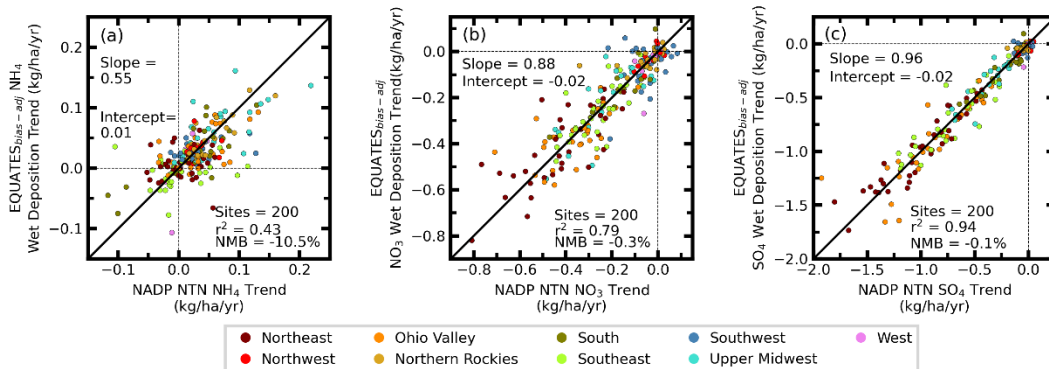 (a)
Slope =
0.55
Intercept=
0.01
Sites = 200
r² = 0.43
NMB = -10.5%
0.2
0.1
0.0
−0.1
−0.1
0.0
0.1
0.2
EQUATES_{bias−adj} NH₄
Wet Deposition Trend (kg/ha/yr)
NADP NTN NH₄ Trend
(kg/ha/yr)
(b)
Slope = 0.88
Intercept = -0.02
Sites = 200
r² = 0.79
NMB = -0.3%
0.0
−0.2
−0.4
−0.6
−0.8
−0.8
−0.6
−0.4
−0.2
0.0
EQUATES_{bias−adj}
NO₃ Wet Deposition Trend(kg/ha/yr)
NADP NTN NO₃ Trend
(kg/ha/yr)
(c)
Slope = 0.96
Intercept = -0.02
Sites = 200
r² = 0.94
NMB = -0.1%
0.0
−0.5
−1.0
−1.5
−2.0
−2.0
−1.5
−1.0
−0.5
0.0
EQUATES_{bias−adj}
SO₄ Wet Deposition Trend (kg/ha/yr)
NADP NTN SO₄ Trend
(kg/ha/yr)
Northeast
Ohio Valley
South
Southwest
West
Northwest
Northern Rockies
Southeast
Upper Midwest